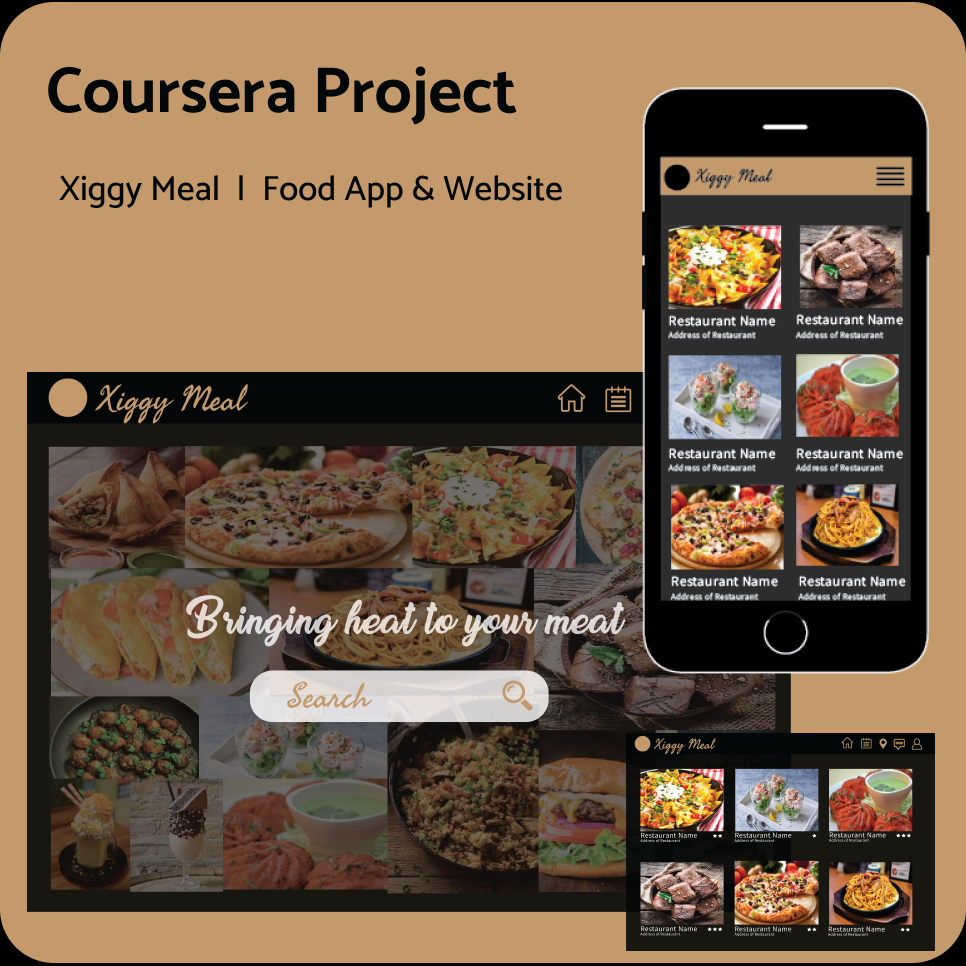 Coursera Project
Xiggy Meal | Food App & Website
Xiggy Meal
Bringing heat to your meat
Search
Xiggy Meal
Restaurant Name Restaurant Name
Address of Restaurant Address of Restaurant
Restaurant Name Restaurant Name
Address of Restaurant Address of Restaurant
Restaurant Name Restaurant Name
Address of Restaurant Address of Restaurant
Xiggy Meal
Restaurant Name Restaurant Name Restaurant Name
Address of Restaurant Address of Restaurant Address of Restaurant
Restaurant Name Restaurant Name Restaurant Name
Address of Restaurant Address of Restaurant Address of Restaurant